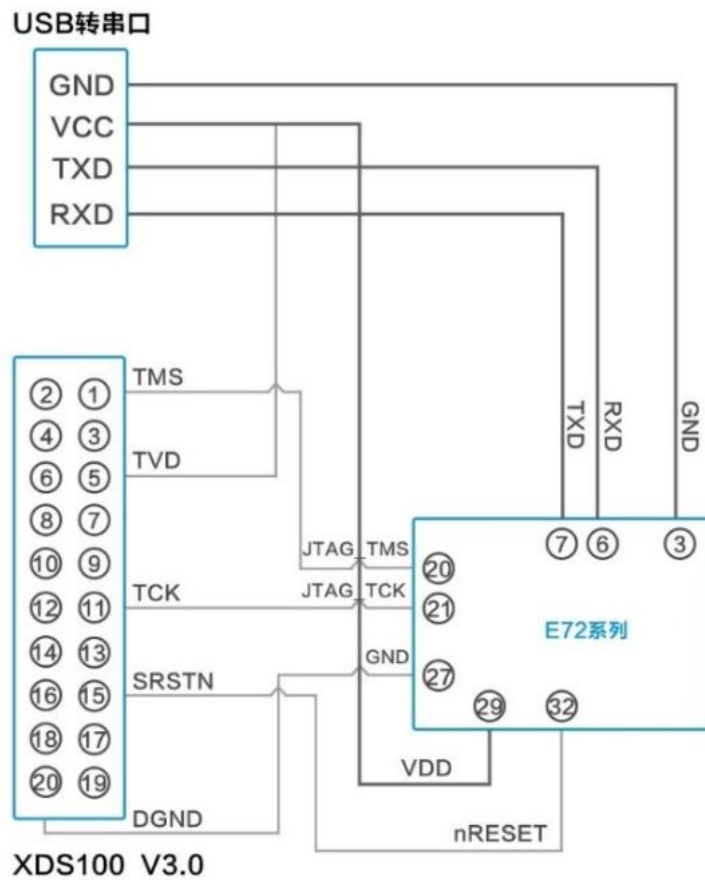 USB转串口
GND
VCC
TXD
RXD
TXD
RXD
GND
TMS
② ①
④ ③
TVD
⑥ ⑤
⑧ ⑦
⑩ ⑨
TCK
⑫ ⑪
⑭ ⑬
SRSTN
⑯ ⑮
⑱ ⑰
⑳ ⑲
DGND
XDS100 V3.0
JTAG_TMS
JTAG_TCK
GND
⑦ ⑥ ③
⑳
㉑
E72系列
㉗
㉙ ㉜
VDD
nRESET